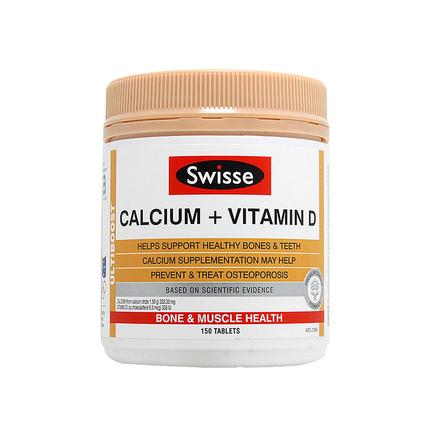 Swisse
CALCIUM + VITAMIN D
HELPS SUPPORT HEALTHY BONES & TEETH
CALCIUM SUPPLEMENTATION MAY HELP
PREVENT & TREAT OSTEOPOROSIS
BASED ON SCIENTIFIC EVIDENCE
BONE & MUSCLE HEALTH
150 TABLETS
ULTIBOOST